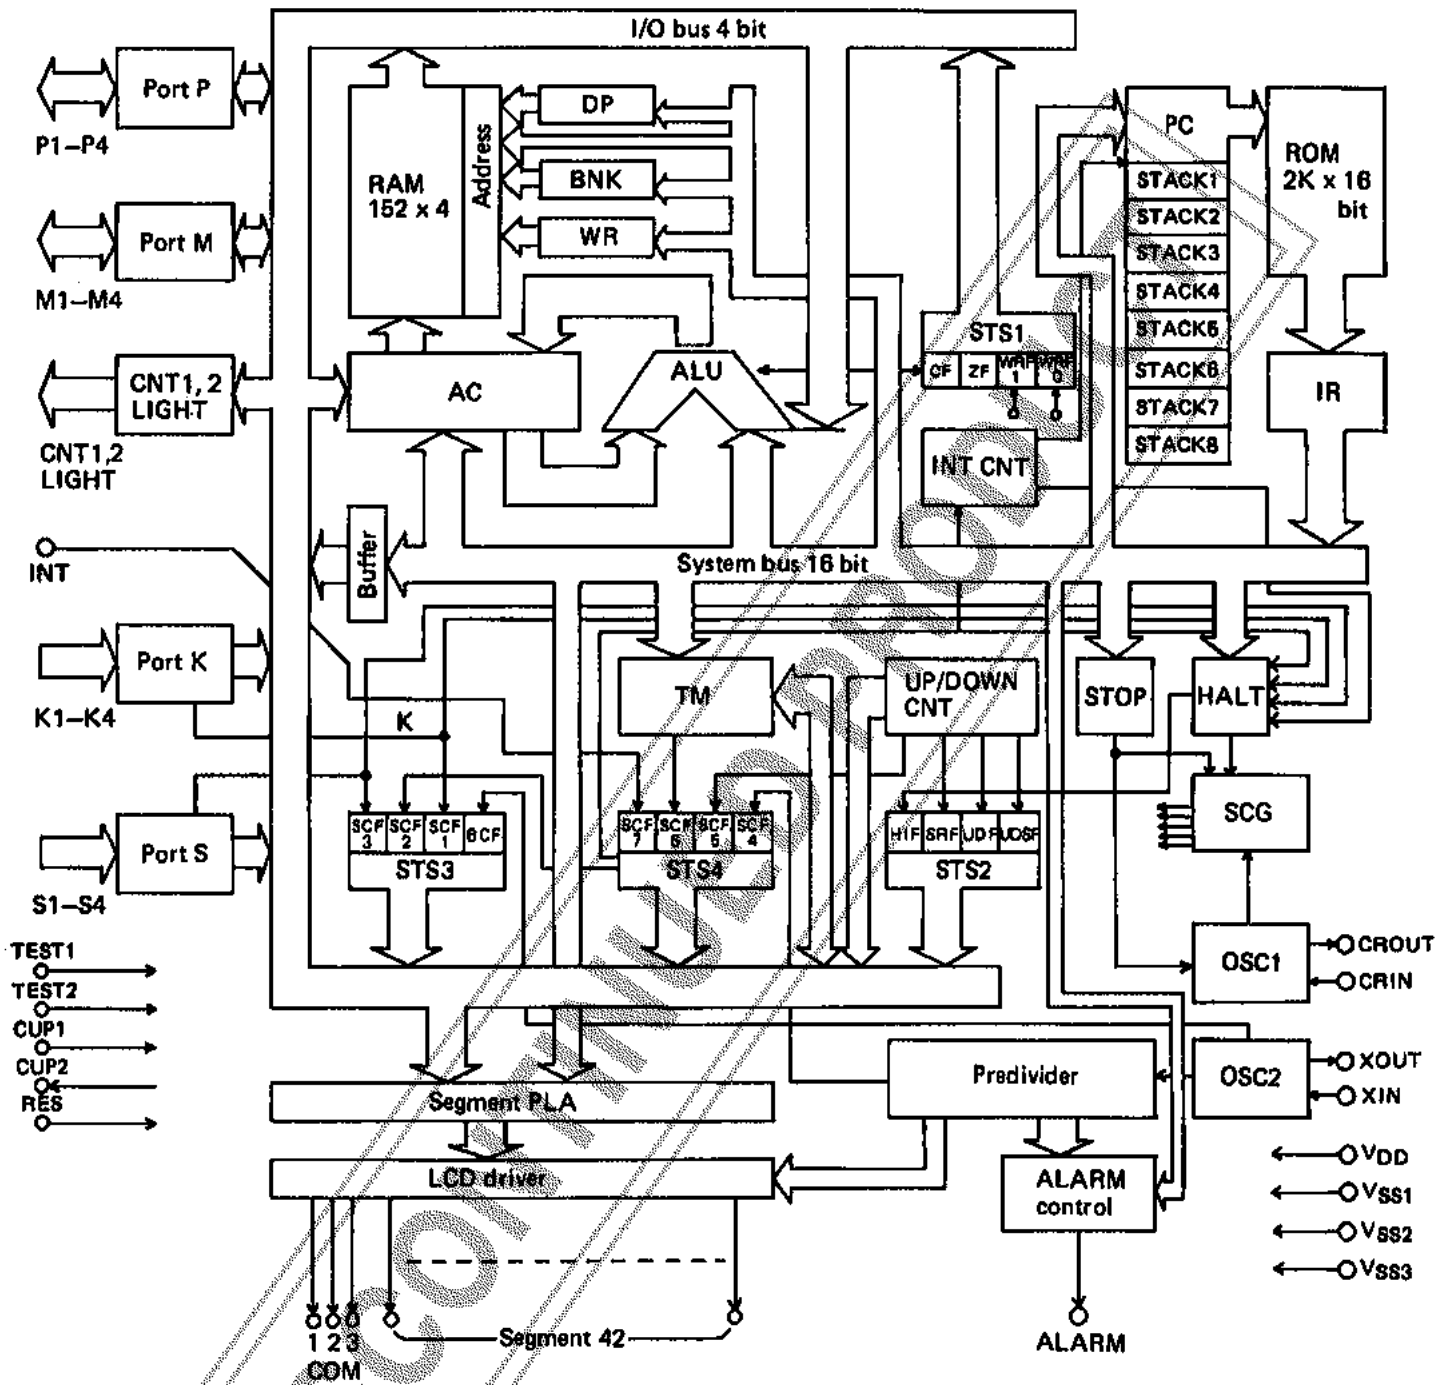 I/O bus 4 bit
Port P
P1–P4
Port M
M1–M4
CNT1, 2
LIGHT
CNT1,2
LIGHT
INT
Port K
K1–K4
Port S
S1–S4
TEST1
TEST2
CUP1
CUP2
RES
RAM
152 x 4
Address
DP
BNK
WR
AC
ALU
Buffer
STS1
CF
ZF
WRF
1
WRF
0
INT CNT
PC
STACK1
STACK2
STACK3
STACK4
STACK5
STACK6
STACK7
STACK8
ROM
2K x 16
bit
IR
System bus 16 bit
K
TM
UP/DOWN
CNT
STOP
HALT
SCG
SCF
3
SCF
2
SCF
1
BCF
STS3
SCF
7
SCF
6
SCF
5
SCF
4
STS4
HIF
SRF
UDF
UDSF
STS2
OSC1
CROUT
CRIN
OSC2
XOUT
XIN
Predivider
Segment PLA
LCD driver
ALARM
control
VDD
VSS1
VSS2
VSS3
1 2 3
COM
Segment 42
ALARM